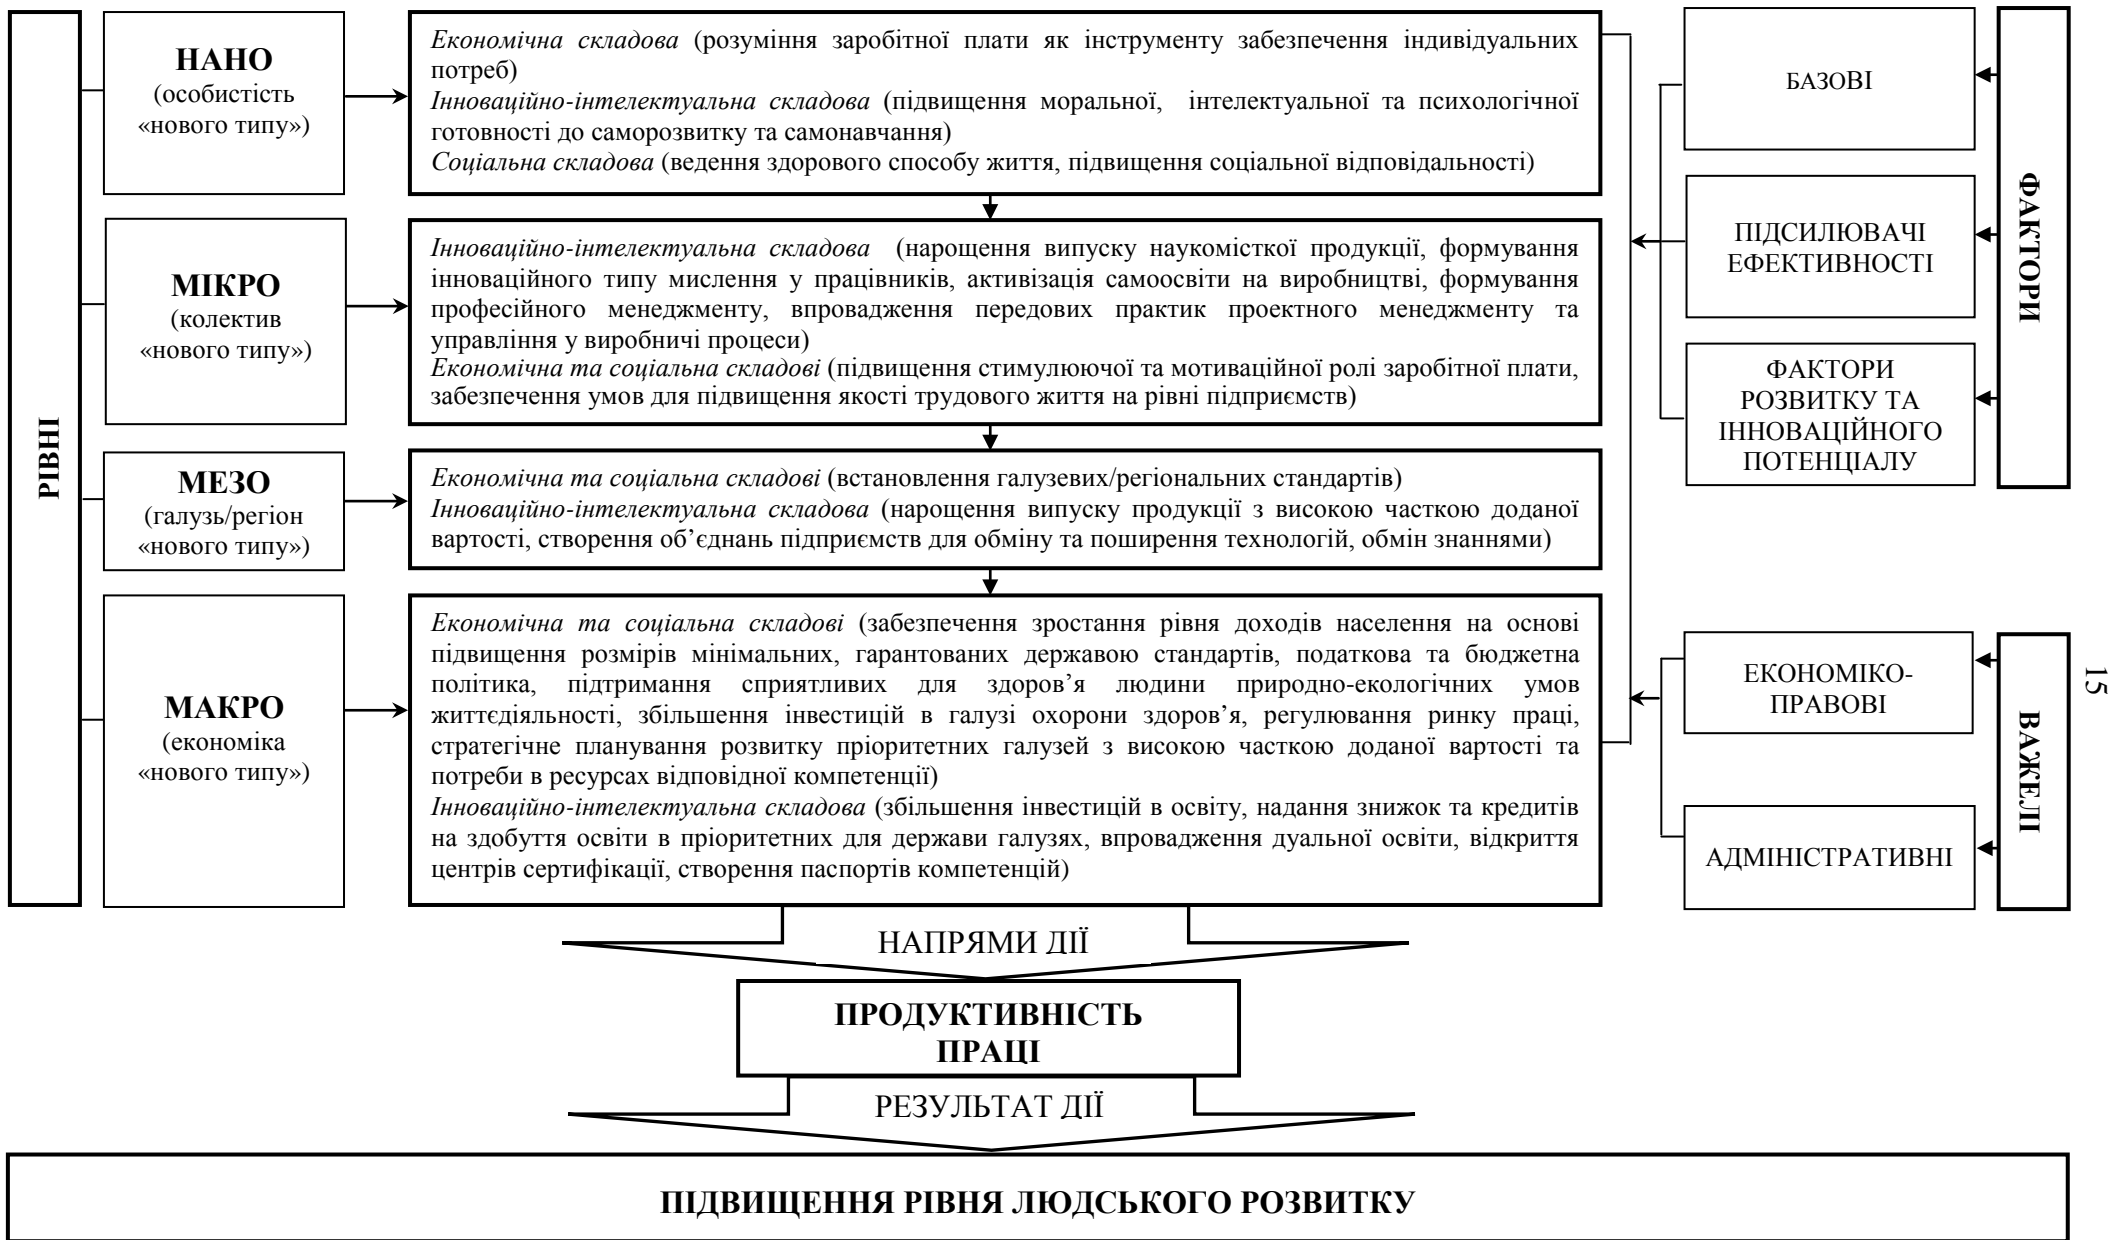 РІВНІ
НАНО
(особистість
«нового типу»)
Економічна складова (розуміння заробітної плати як інструменту забезпечення індивідуальних
потреб)
Інноваційно-інтелектуальна складова (підвищення моральної, інтелектуальної та психологічної
готовності до саморозвитку та самонавчання)
Соціальна складова (ведення здорового способу життя, підвищення соціальної відповідальності)
МІКРО
(колектив
«нового типу»)
Інноваційно-інтелектуальна складова (нарощення випуску наукомісткої продукції, формування
інноваційного типу мислення у працівників, активізація самоосвіти на виробництві, формування
професійного менеджменту, впровадження передових практик проектного менеджменту та
управління у виробничі процеси)
Економічна та соціальна складові (підвищення стимулюючої та мотиваційної ролі заробітної плати,
забезпечення умов для підвищення якості трудового життя на рівні підприємств)
МЕЗО
(галузь/регіон
«нового типу»)
Економічна та соціальна складові (встановлення галузевих/регіональних стандартів)
Інноваційно-інтелектуальна складова (нарощення випуску продукції з високою часткою доданої
вартості, створення об’єднань підприємств для обміну та поширення технологій, обмін знаннями)
МАКРО
(економіка
«нового типу»)
Економічна та соціальна складові (забезпечення зростання рівня доходів населення на основі
підвищення розмірів мінімальних, гарантованих державою стандартів, податкова та бюджетна
політика, підтримання сприятливих для здоров’я людини природно-екологічних умов
життєдіяльності, збільшення інвестицій в галузі охорони здоров’я, регулювання ринку праці,
стратегічне планування розвитку пріоритетних галузей з високою часткою доданої вартості та
потреби в ресурсах відповідної компетенції)
Інноваційно-інтелектуальна складова (збільшення інвестицій в освіту, надання знижок та кредитів
на здобуття освіти в пріоритетних для держави галузях, впровадження дуальної освіти, відкриття
центрів сертифікації, створення паспортів компетенцій)
БАЗОВІ
ПІДСИЛЮВАЧІ
ЕФЕКТИВНОСТІ
ФАКТОРИ
РОЗВИТКУ ТА
ІННОВАЦІЙНОГО
ПОТЕНЦІАЛУ
ФАКТОРИ
ЕКОНОМІКО-
ПРАВОВІ
АДМІНІСТРАТИВНІ
ВАЖЕЛІ
15
НАПРЯМИ ДІЇ
ПРОДУКТИВНІСТЬ
ПРАЦІ
РЕЗУЛЬТАТ ДІЇ
ПІДВИЩЕННЯ РІВНЯ ЛЮДСЬКОГО РОЗВИТКУ